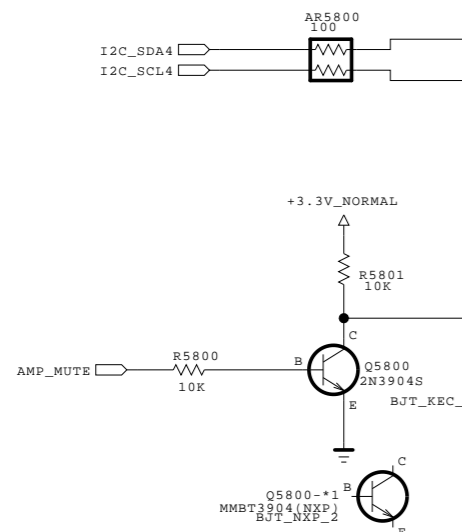 AR5800
100
I2C_SDA4
I2C_SCL4
+3.3V_NORMAL
R5801
10K
C
R5800
B
Q5800
AMP_MUTE
10K
2N3904S
E
BJT_KEC_
C
Q5800-*1
B
MMBT3904(NXP)
BJT_NXP_2
E